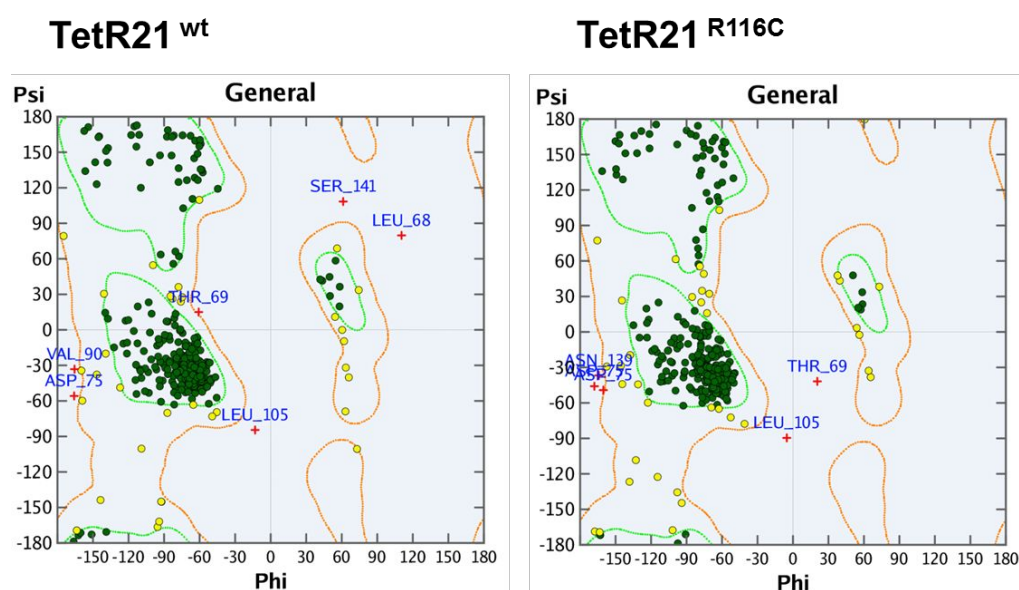 TetR21 wt TetR21 R116C
General
Psi
180
150
120
90
60
30
0
-30
-60
-90
-120
-150
-180
SER_141
LEU_68
THR_69
VAL_90
ASP_75
LEU_105
-150 -120 -90 -60 -30 0 30 60 90 120 150 180
Phi
General
Psi
180
150
120
90
60
30
0
-30
-60
-90
-120
-150
-180
ASN_139
ASP_75
THR_69
LEU_105
-150 -120 -90 -60 -30 0 30 60 90 120 150 180
Phi